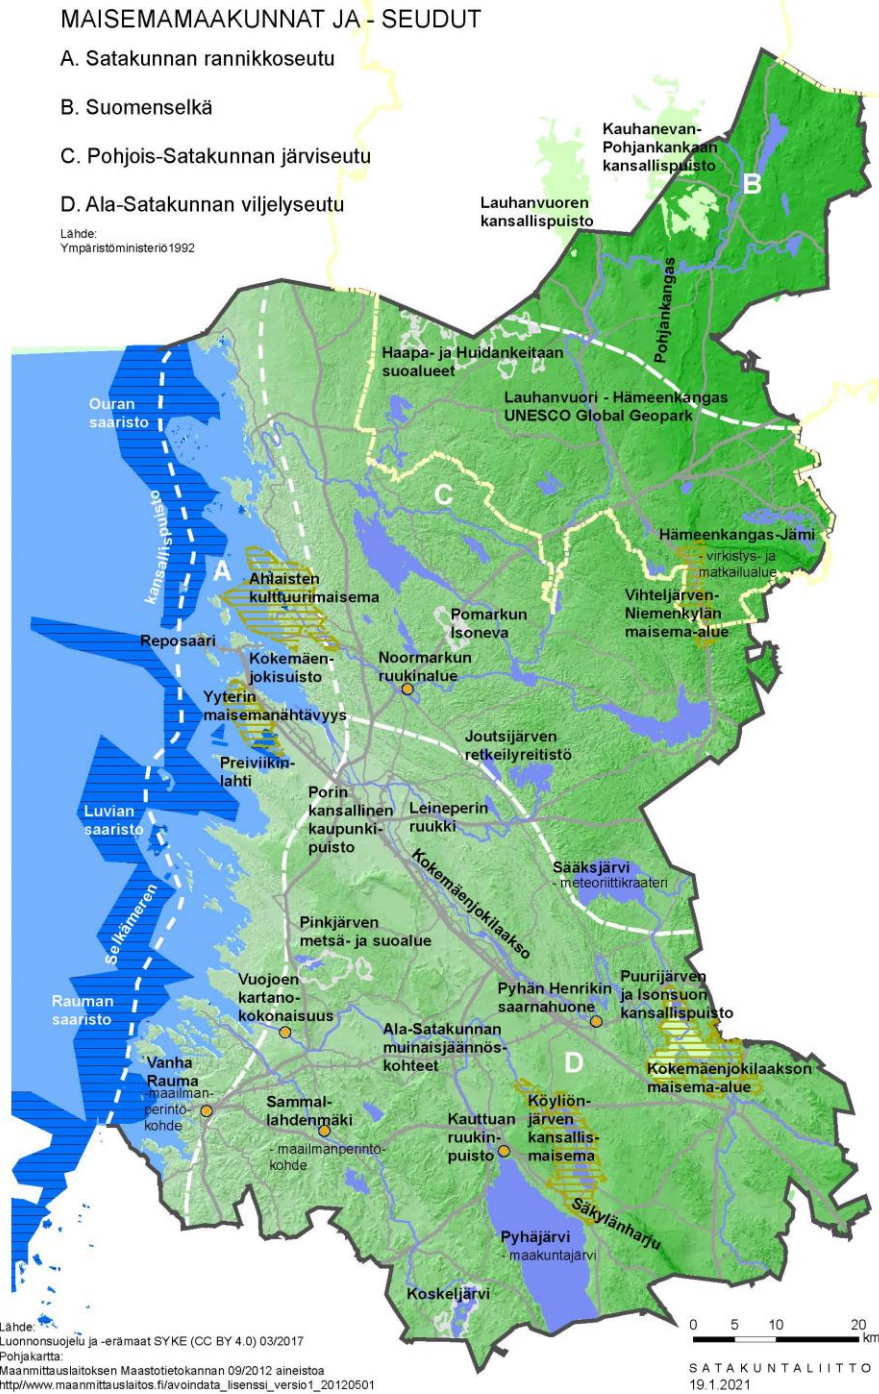 MAISEMAMAAKUNNAT JA - SEUDUT
A. Satakunnan rannikkoseutu
B. Suomenselkä
C. Pohjois-Satakunnan järviseutu
D. Ala-Satakunnan viljelyseutu
Lähde:
Ympäristöministeriö1992
Kauhanevan-
Pohjankankaan
kansallispuisto
B
Lauhanvuoren
kansallispuisto
Pohjankangas
Haapa- ja Huidankeitaan
suoalueet
Lauhanvuori - Hämeenkangas
UNESCO Global Geopark
Ouran
saaristo
kansallispuisto
C
Hämeenkangas-Jämi
- virkistys- ja
matkailualue
A
Ahlaisten
kulttuurimaisema
Vihteljärven-
Niemenkylän
maisema-alue
Pomarkun
Isoneva
Reposaari
Kokemäen-
jokisuisto
Noormarkun
ruukinalue
Yyterin
maisemanähtävyys
Preiviikin-
lahti
Joutsijärven
retkeilyreitistö
Porin
kansallinen
kaupunki-
puisto
Leineperin
ruukki
Luvian
saaristo
Kokemäenjokilaakso
Sääksjärvi
- meteoriittikraateri
Selkämeren
Pinkjärven
metsä- ja suoalue
Vuojoen
kartano-
kokonaisuus
Pyhän Henrikin
saarnahuone
Puurijärven
ja Isonsuon
kansallispuisto
Rauman
saaristo
Ala-Satakunnan
muinaisjäännös-
kohteet
D
Kokemäenjokilaakson
maisema-alue
Vanha
Rauma
-maailman-
perintö-
kohde
Sammal-
lahdenmäki
- maailmanperintö-
kohde
Kauttuan
ruukin-
puisto
Köyliön-
järven
kansallis-
maisema
Säkylänharju
Pyhäjärvi
- maakuntajärvi
Koskeljärvi
Lähde:
Luonnonsuojelu ja -erämaat SYKE (CC BY 4.0) 03/2017
Pohjakartta:
Maanmittauslaitoksen Maastotietokannan 09/2012 aineistoa
http//www.maanmittauslaitos.fi/avoindata_lisenssi_versio1_20120501
0 5 10 20
km
SATAKUNTALIITTO
19.1.2021